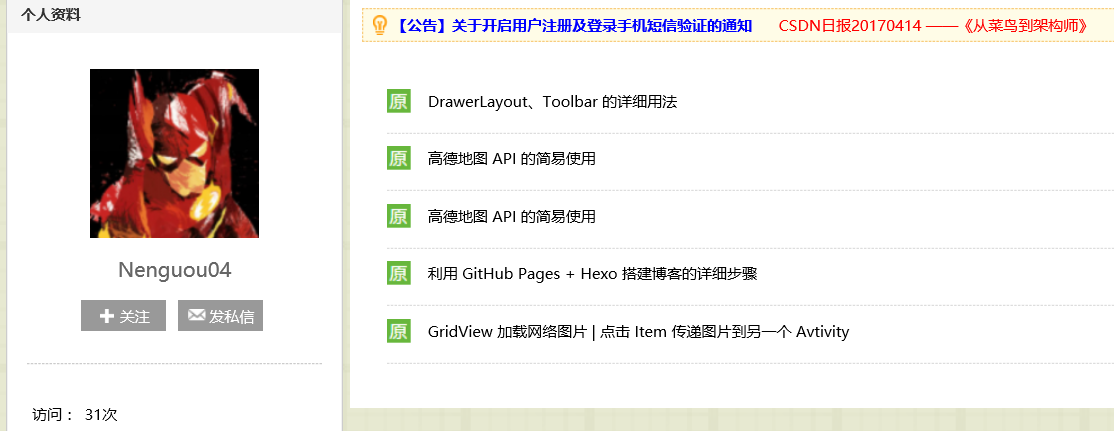 个人资料
Nenguou04
关注
发私信
访问： 31次
【公告】关于开启用户注册及登录手机短信验证的通知 CSDN日报20170414 ——《从菜鸟到架构师》
原 DrawerLayout、Toolbar 的详细用法
原 高德地图 API 的简易使用
原 高德地图 API 的简易使用
原 利用 GitHub Pages + Hexo 搭建博客的详细步骤
原 GridView 加载网络图片 | 点击 Item 传递图片到另一个 Avtivity